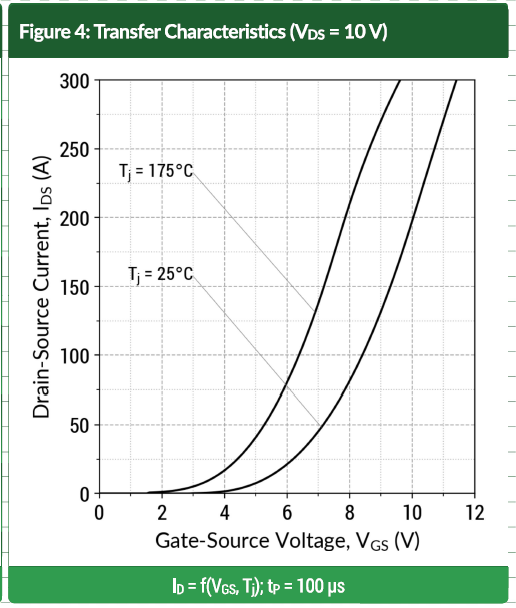 Figure 4: Transfer Characteristics (VDS = 10 V)
Drain-Source Current, IDS (A)
300
250
200
150
100
50
0
Tj = 175°C
Tj = 25°C
0 2 4 6 8 10 12
Gate-Source Voltage, VGS (V)
ID = f(VGS, Tj); tP = 100 µs